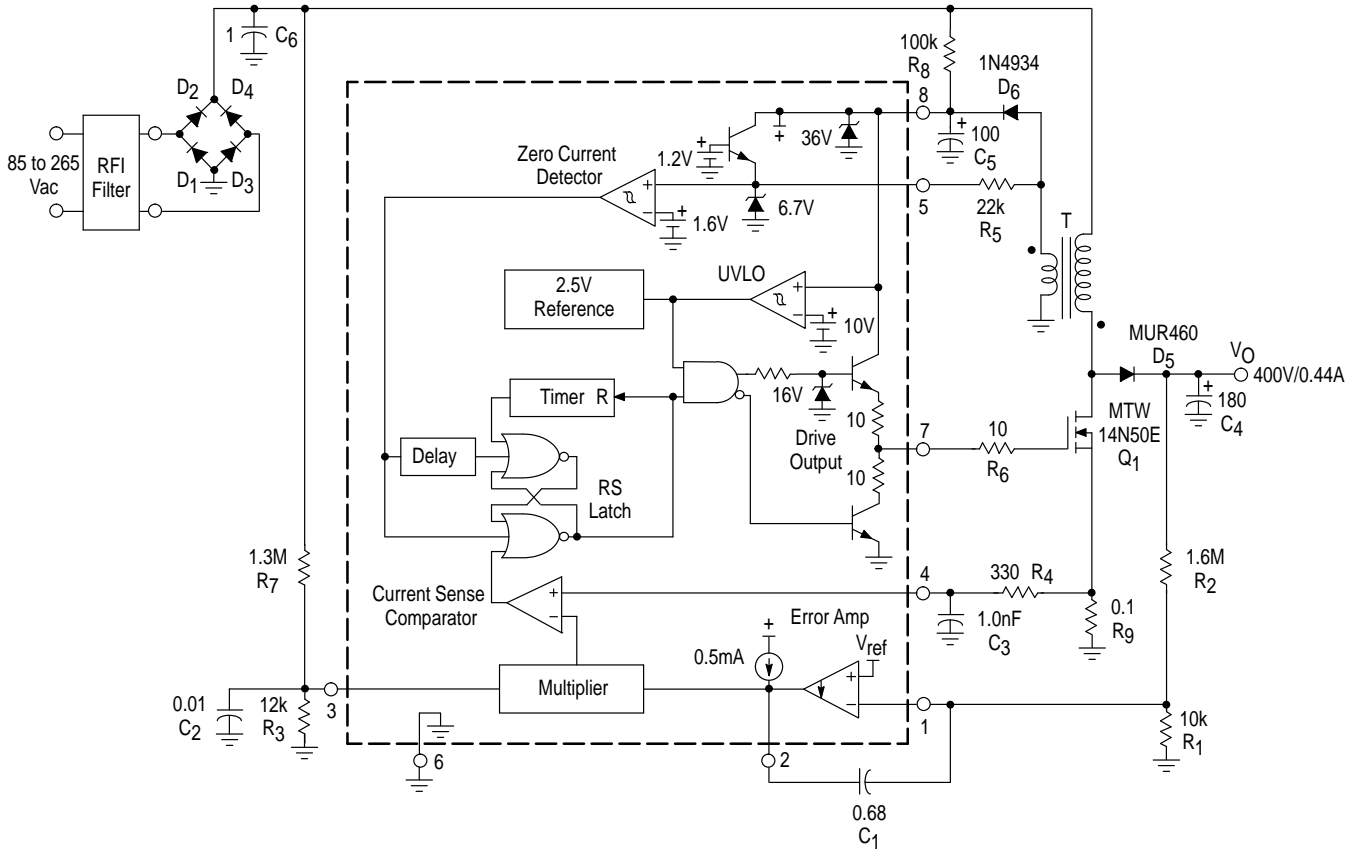 1
C6
100k
R8
1N4934
D6
8
D2
D4
85 to 265
Vac
RFI
Filter
D1
D3
Zero Current
Detector
1.2V
36V
+
100
C5
+
1.6V
6.7V
5
22k
R5
T
2.5V
Reference
UVLO
10V
MUR460
D5
VO
400V/0.44A
Timer R
16V
10
Drive
Output
10
7
10
R6
MTW
14N50E
Q1
180
C4
Delay
RS
Latch
1.3M
R7
Current Sense
Comparator
4
330
R4
1.0nF
C3
0.1
R9
1.6M
R2
0.5mA
Error Amp
Vref
Multiplier
0.01
C2
12k
R3
3
6
2
1
10k
R1
0.68
C1